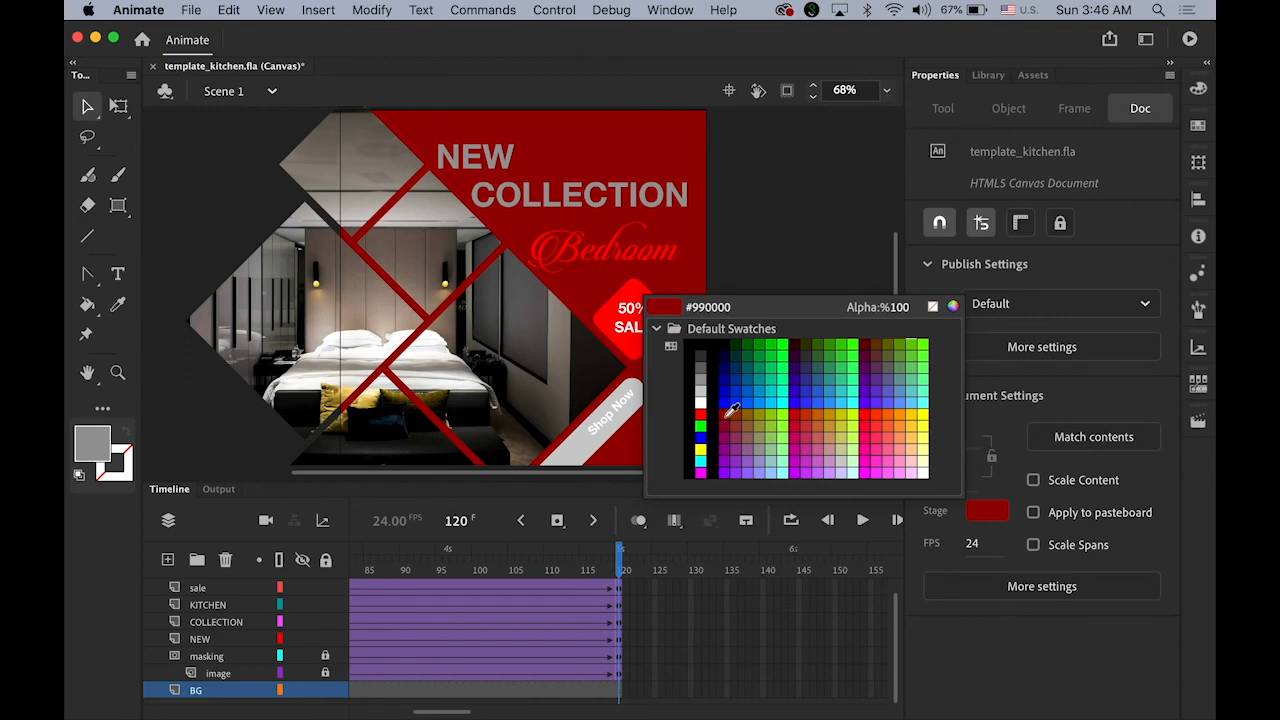 Animate File Edit View Insert Modify Text Commands Control Debug Window Help 67% U.S. Sun 3:46 AM
Animate
To... × template_kitchen.fla (Canvas)* Properties Library Assets
Scene 1 68%
Tool Object Frame Doc
An template_kitchen.fla
HTML5 Canvas Document
NEW
COLLECTION
Bedroom
50%
SAL
Shop Now
Publish Settings
Default
More settings
#990000 Alpha:%100
Default Swatches
ument Settings
Match contents
Scale Content
Stage Apply to pasteboard
FPS 24 Scale Spans
More settings
Timeline Output
24.00 FPS 120 F
4s 5s 6s
85 90 95 100 105 110 115 120 125 130 135 140 145 150 155
sale
KITCHEN
COLLECTION
NEW
masking
image
BG